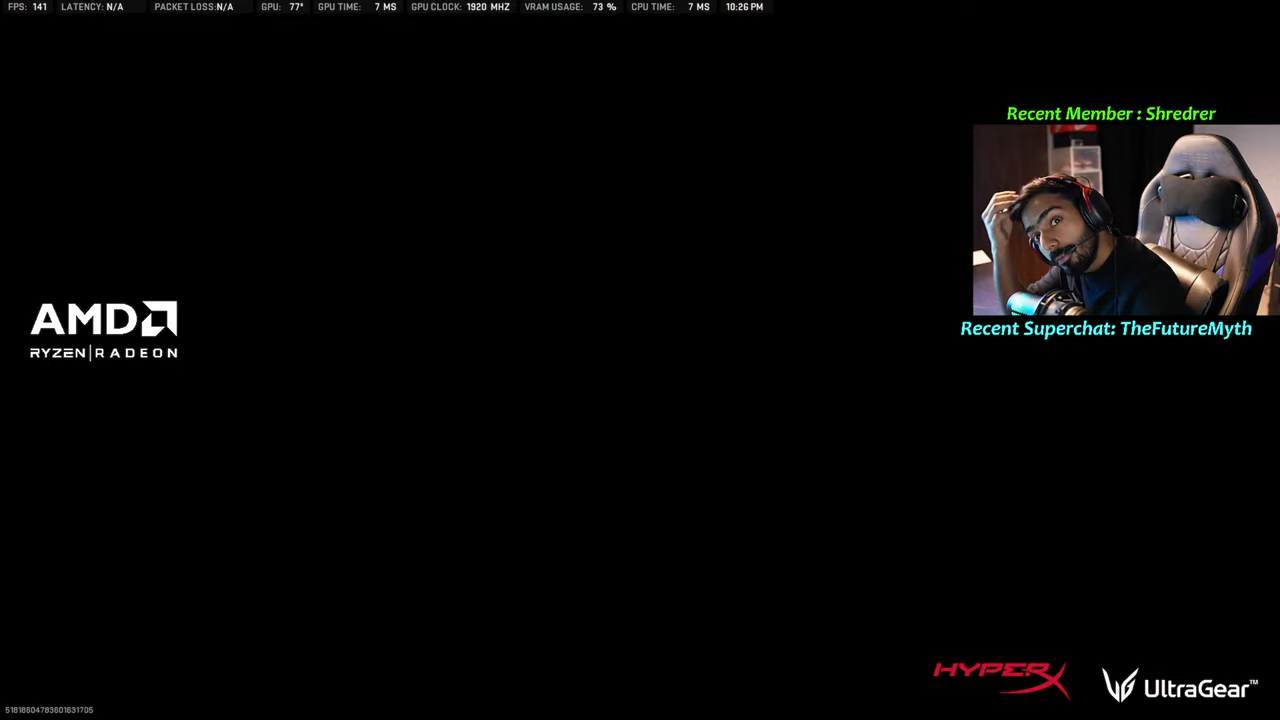 FPS: 141 LATENCY: N/A PACKET LOSS:N/A GPU: 77° GPU TIME: 7 MS GPU CLOCK: 1920 MHZ VRAM USAGE: 73 % CPU TIME: 7 MS 10:26 PM
Recent Member : Shredrer
Recent Superchat: TheFutureMyth
AMD
RYZEN|RADEON
HYPERX
UltraGear™
51818604783601631705